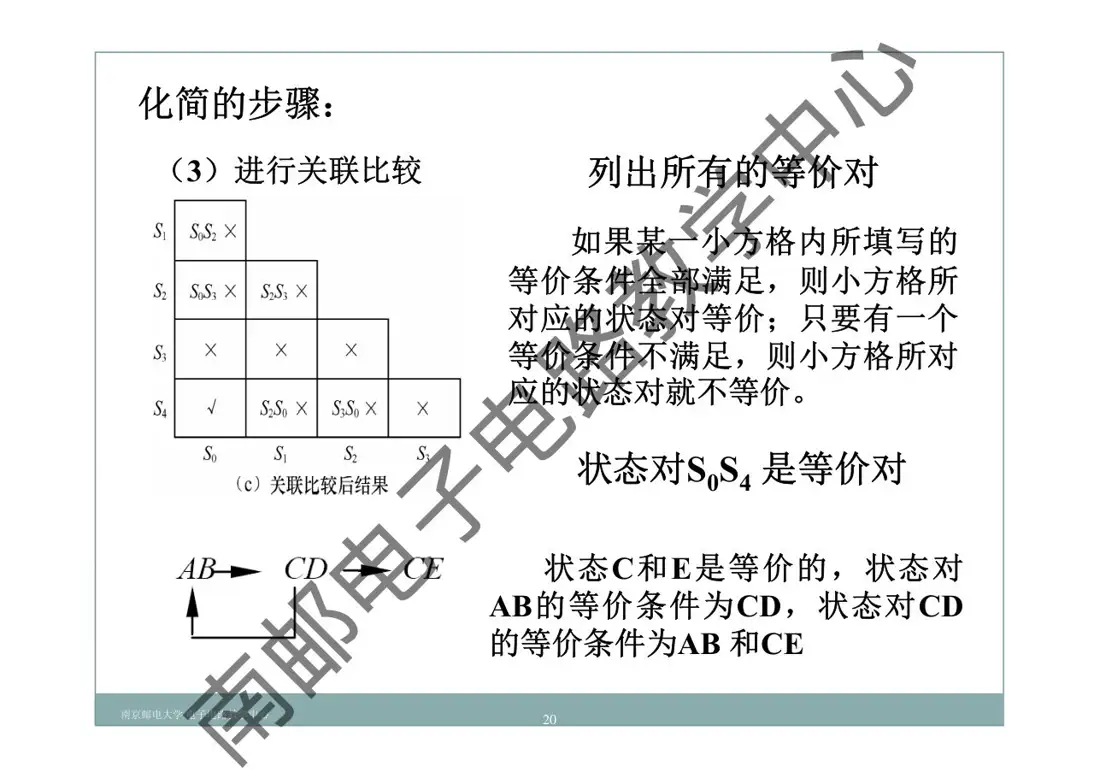 化简的步骤：
（3）进行关联比较
S₁ S₀S₂ ×
S₂ S₀S₃ × S₂S₃ ×
S₃ × × ×
S₄ √ S₂S₀ × S₃S₀ × ×
S₀ S₁ S₂ S₃
（c）关联比较后结果
AB CD CE
列出所有的等价对
如果某一小方格内所填写的
等价条件全部满足，则小方格所
对应的状态对等价；只要有一个
等价条件不满足，则小方格所对
应的状态对就不等价。
状态对S₀S₄ 是等价对
状态C和E是等价的，状态对
AB的等价条件为CD，状态对CD
的等价条件为AB 和CE
南京邮电大学
20
南邮电子电路教学中心